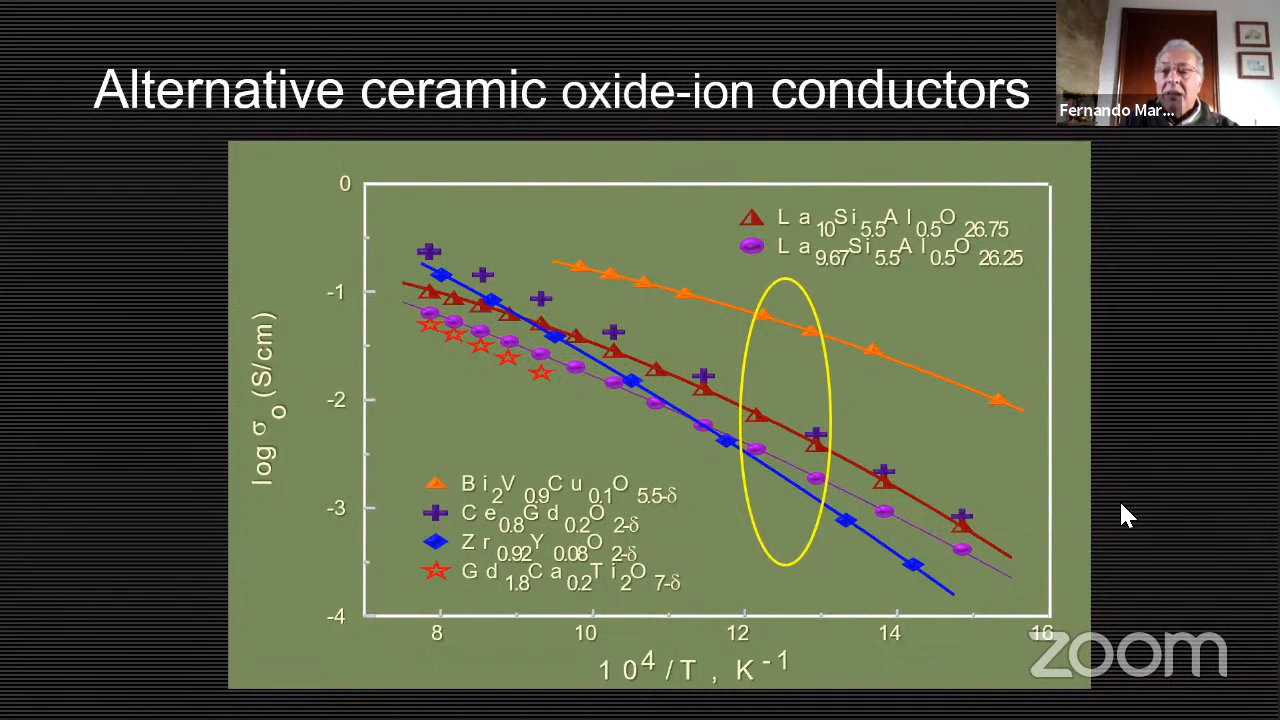 Alternative ceramic oxide-ion conductors
Fernando Mar...
0
-1
-2
-3
-4
log σo (S/cm)
La10Si5.5Al0.5O26.75
La9.67Si5.5Al0.5O26.25
Bi2V0.9Cu0.1O5.5-δ
Ce0.8Gd0.2O2-δ
Zr0.92Y0.08O2-δ
Gd1.8Ca0.2Ti2O7-δ
8 10 12 14 16
10^4/T, K^-1
zoom